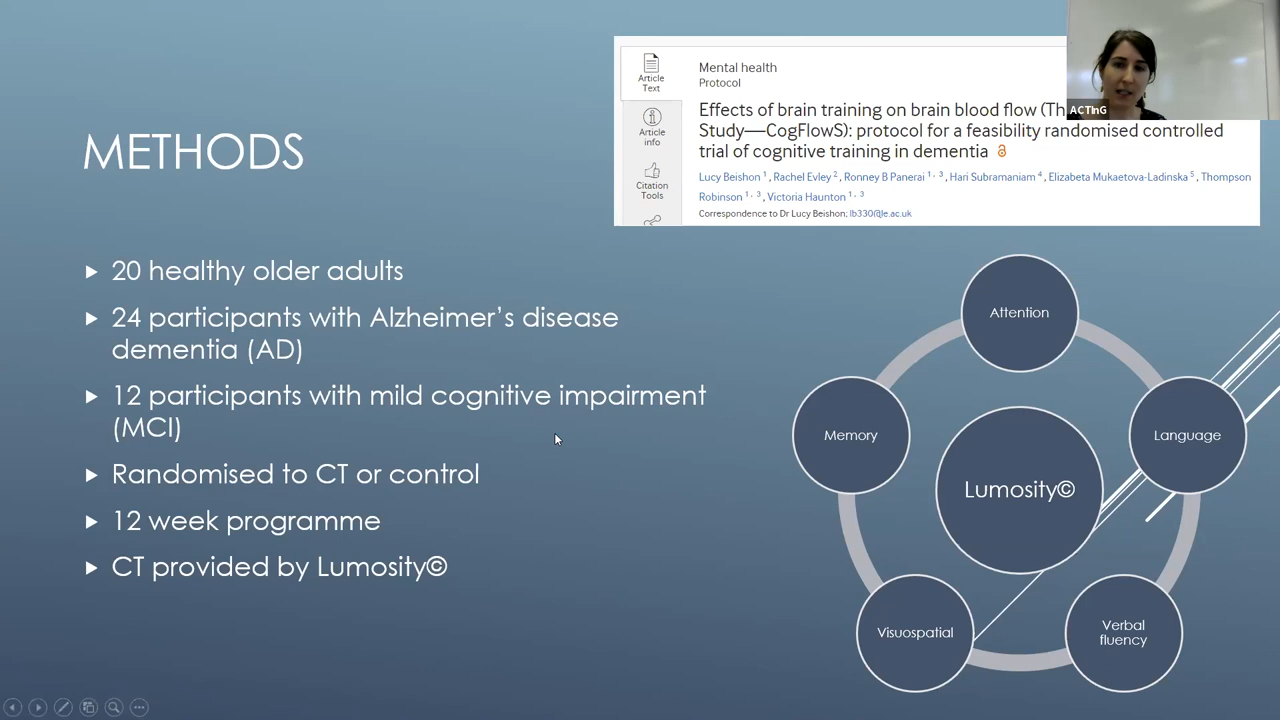 METHODS
20 healthy older adults
24 participants with Alzheimer's disease
dementia (AD)
12 participants with mild cognitive impairment
(MCI)
Randomised to CT or control
12 week programme
CT provided by Lumosity©
Article
Text
Article
info
Citation
Tools
Mental health
Protocol
Effects of brain training on brain blood flow (Th
Study—CogFlowS): protocol for a feasibility randomised controlled
trial of cognitive training in dementia
Lucy Beishon 1, Rachel Evley 2, Ronney B Panerai 1, 3, Hari Subramaniam 4, Elizabeta Mukaetova-Ladinska 5, Thompson
Robinson 1, 3, Victoria Haunton 1, 3
Correspondence to Dr Lucy Beishon; lb330@le.ac.uk
ACTInG
Attention
Memory
Language
Lumosity©
Visuospatial
Verbal
fluency